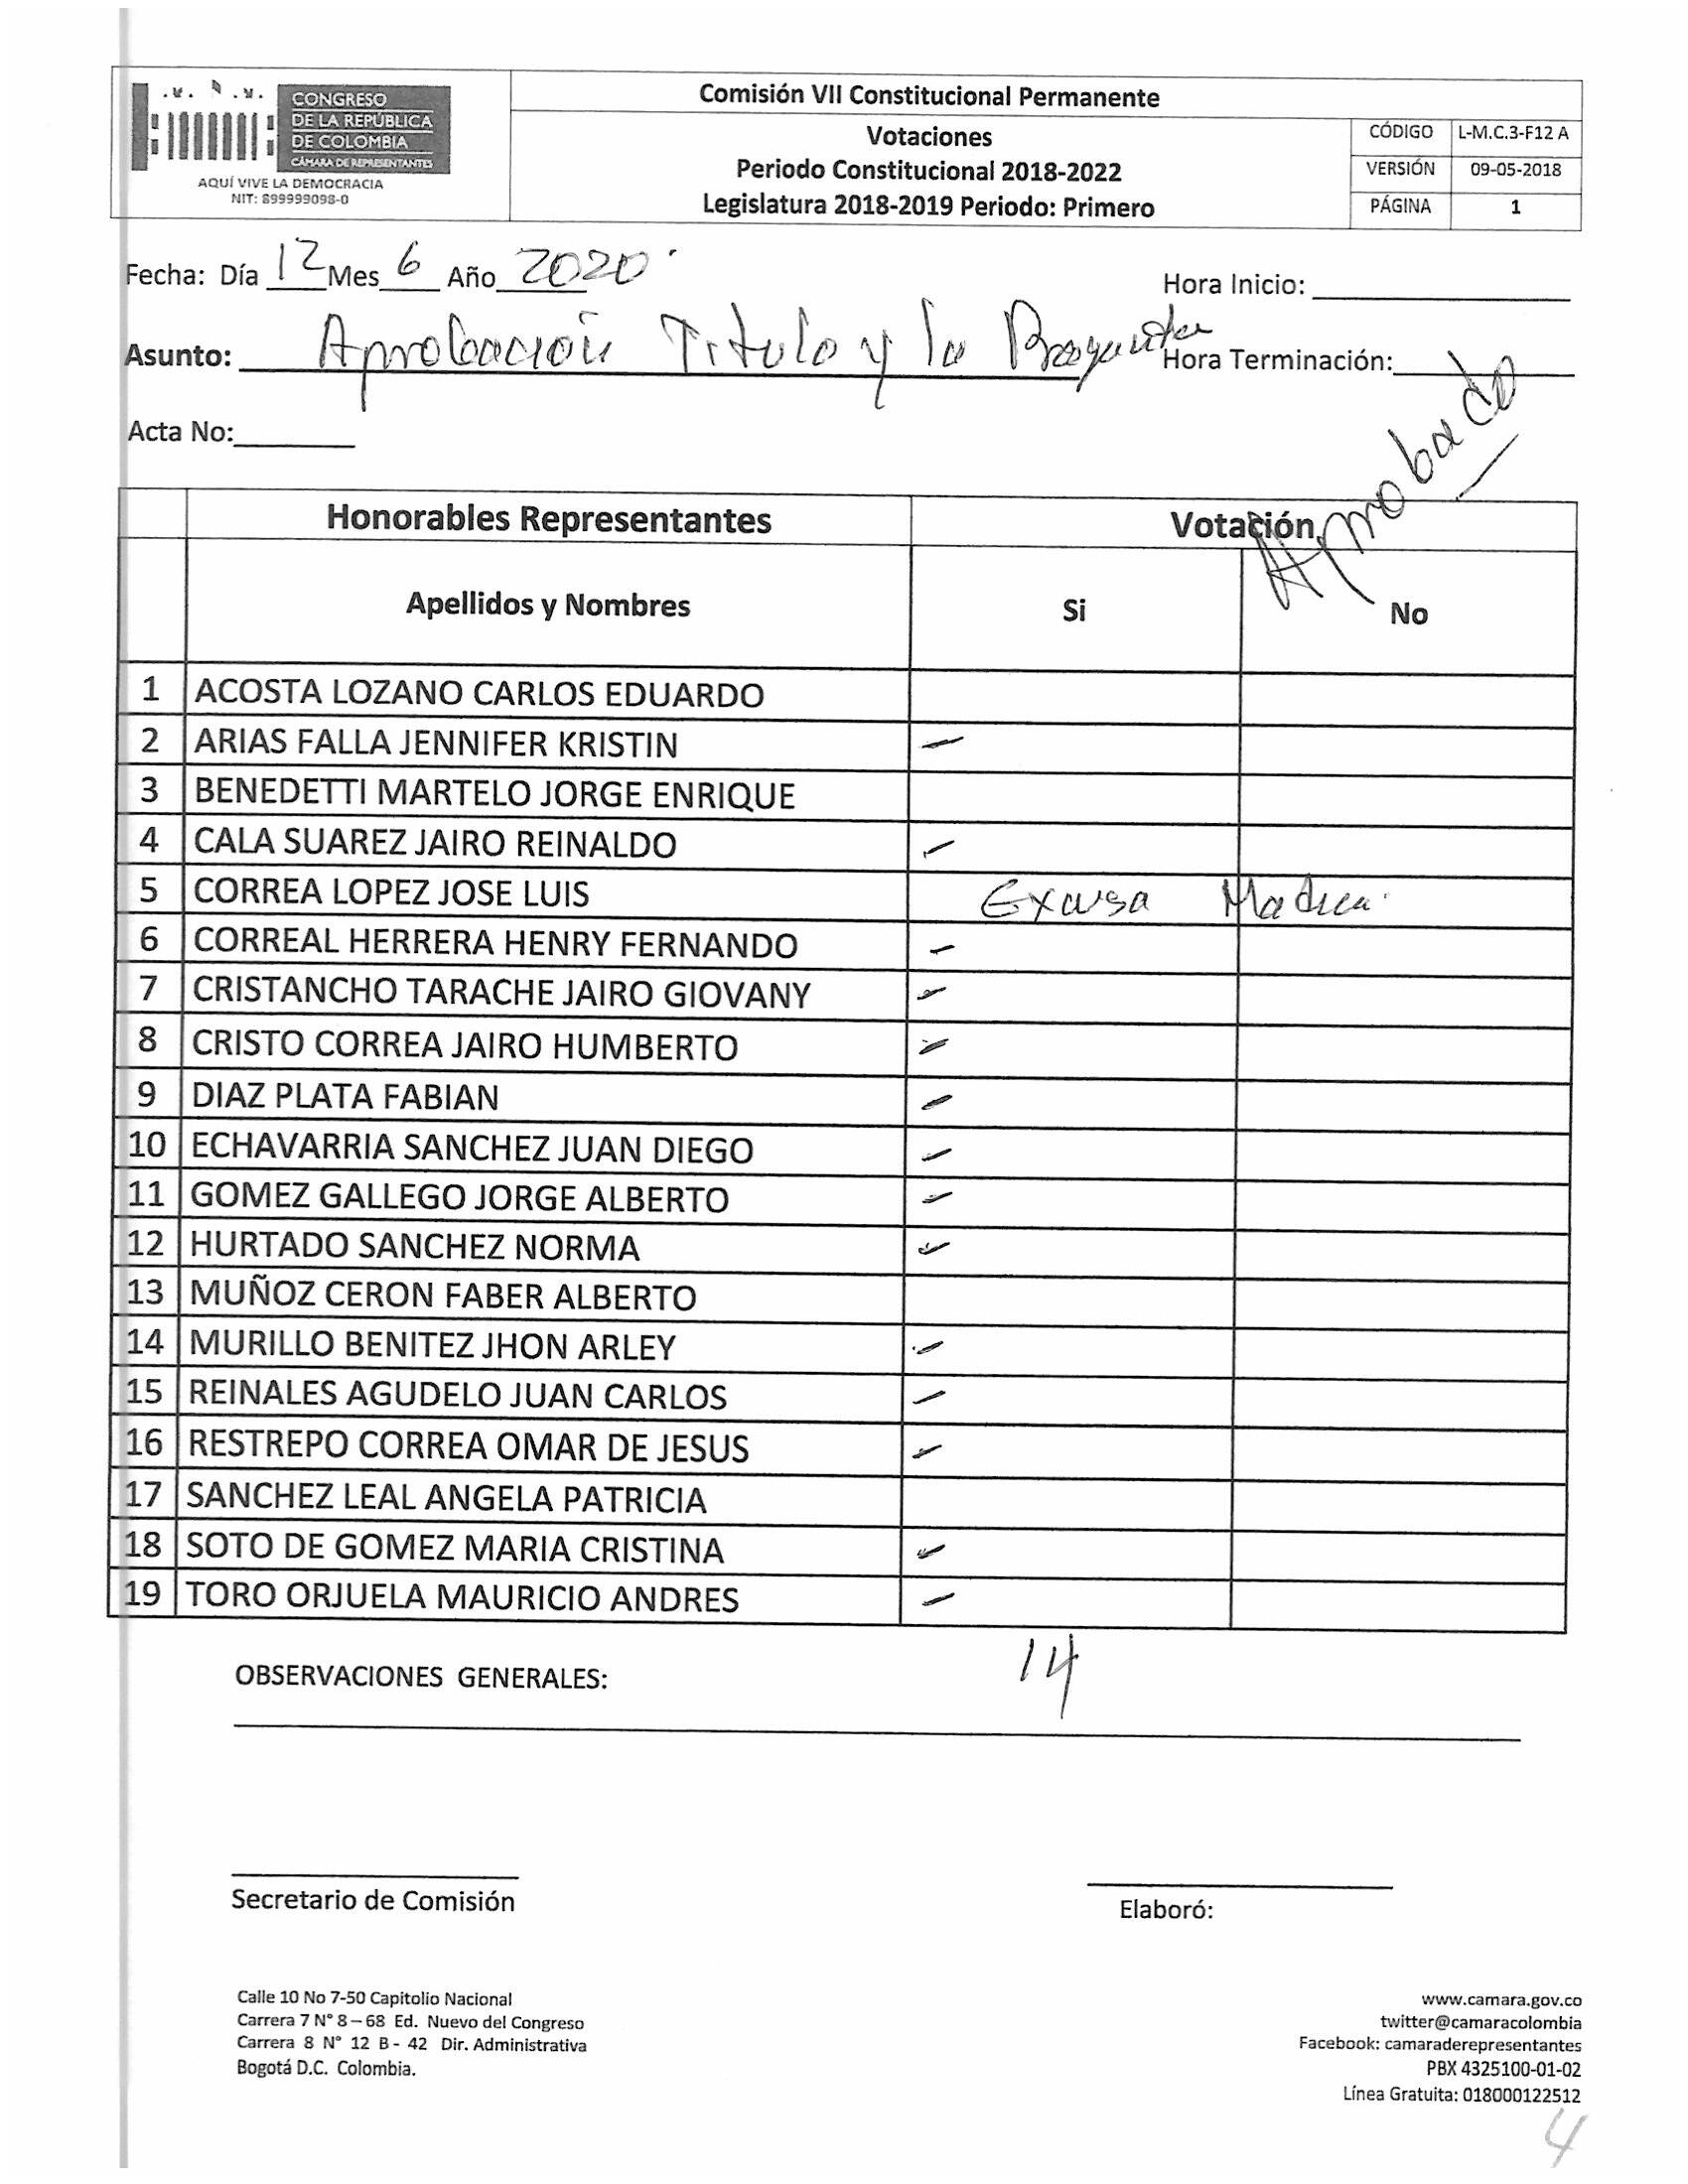 CONGRESO
DE LA REPÚBLICA
DE COLOMBIA
CÁMARA DE REPRESENTANTES
AQUÍ VIVE LA DEMOCRACIA
NIT: 899999098-0
Comisión VII Constitucional Permanente
Votaciones
Periodo Constitucional 2018-2022
Legislatura 2018-2019 Periodo: Primero
CÓDIGO L-M.C.3-F12 A
VERSIÓN 09-05-2018
PÁGINA 1
Fecha: Día 12 Mes 6 Año 2020
Hora Inicio:
Asunto: Aprobación Titulo y la
Hora Terminación:
Acta No:
Aprobado
Honorables Representantes Votación
Apellidos y Nombres Si No
1 ACOSTA LOZANO CARLOS EDUARDO
2 ARIAS FALLA JENNIFER KRISTIN
3 BENEDETTI MARTELO JORGE ENRIQUE
4 CALA SUAREZ JAIRO REINALDO
5 CORREA LOPEZ JOSE LUIS Excusa
6 CORREAL HERRERA HENRY FERNANDO
7 CRISTANCHO TARACHE JAIRO GIOVANY
8 CRISTO CORREA JAIRO HUMBERTO
9 DIAZ PLATA FABIAN
10 ECHAVARRIA SANCHEZ JUAN DIEGO
11 GOMEZ GALLEGO JORGE ALBERTO
12 HURTADO SANCHEZ NORMA
13 MUÑOZ CERON FABER ALBERTO
14 MURILLO BENITEZ JHON ARLEY
15 REINALES AGUDELO JUAN CARLOS
16 RESTREPO CORREA OMAR DE JESUS
17 SANCHEZ LEAL ANGELA PATRICIA
18 SOTO DE GOMEZ MARIA CRISTINA
19 TORO ORJUELA MAURICIO ANDRES
14
OBSERVACIONES GENERALES:
Secretario de Comisión
Elaboró:
Calle 10 No 7-50 Capitolio Nacional
Carrera 7 N° 8 – 68 Ed. Nuevo del Congreso
Carrera 8 N° 12 B - 42 Dir. Administrativa
Bogotá D.C. Colombia.
www.camara.gov.co
twitter@camaracolombia
Facebook: camaraderepresentantes
PBX 4325100-01-02
Línea Gratuita: 018000122512
4